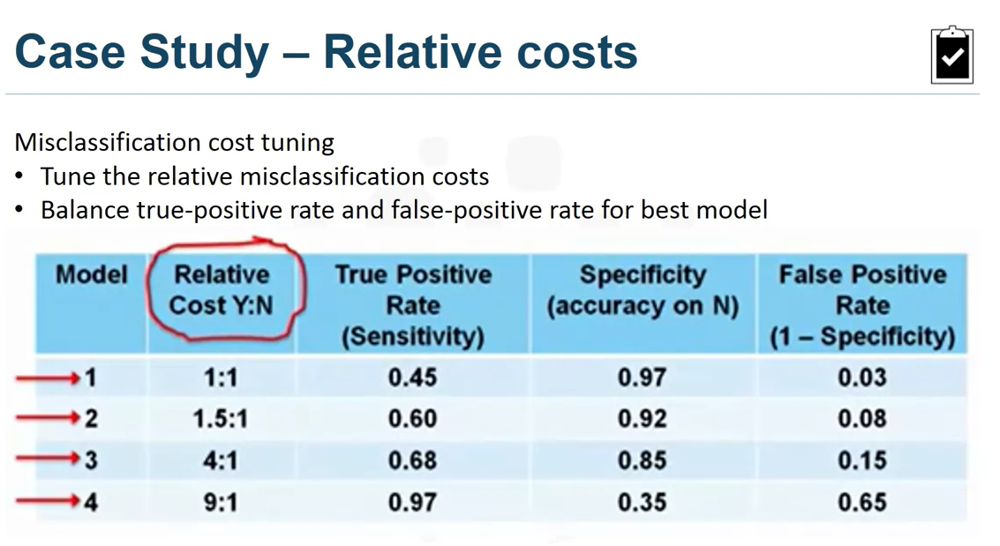 Case Study – Relative costs
Misclassification cost tuning
• Tune the relative misclassification costs
• Balance true-positive rate and false-positive rate for best model
Model Relative Cost Y:N True Positive Rate (Sensitivity) Specificity (accuracy on N) False Positive Rate (1 – Specificity)
1 1:1 0.45 0.97 0.03
2 1.5:1 0.60 0.92 0.08
3 4:1 0.68 0.85 0.15
4 9:1 0.97 0.35 0.65